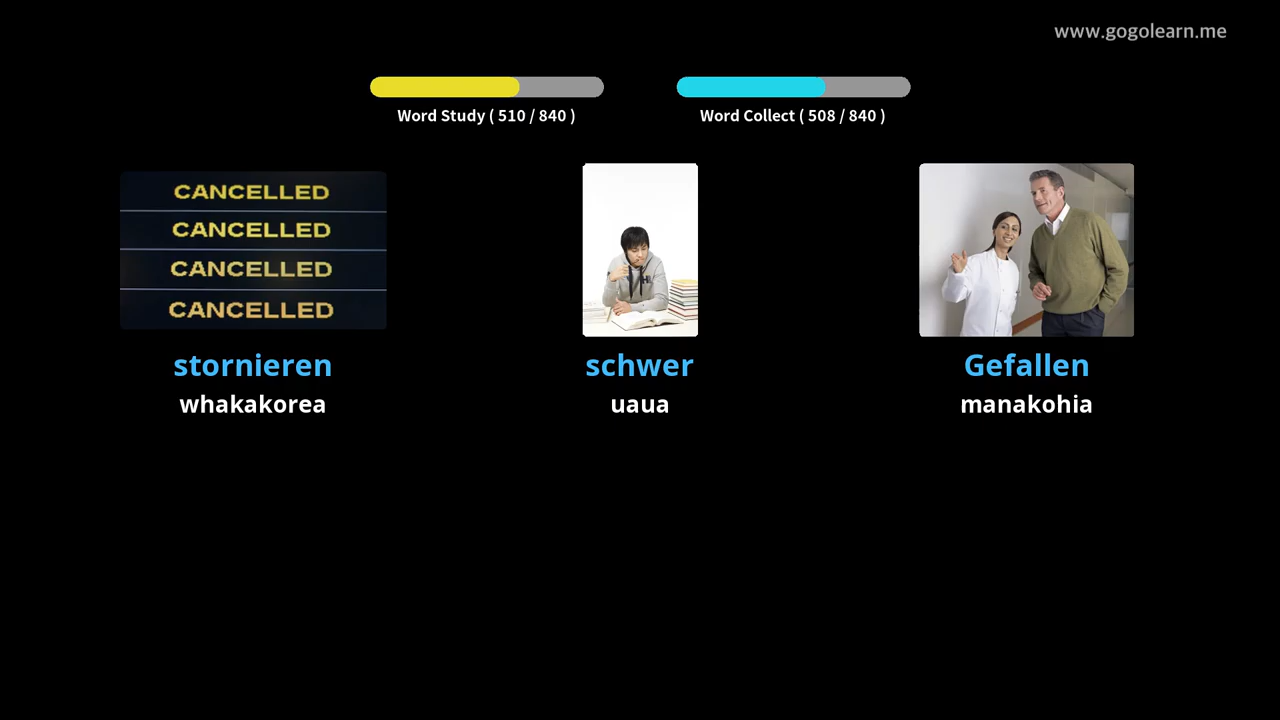 www.gogolearn.me
Word Study ( 510 / 840 )
Word Collect ( 508 / 840 )
CANCELLED
CANCELLED
CANCELLED
CANCELLED
stornieren
whakakorea
schwer
uaua
Gefallen
manakohia